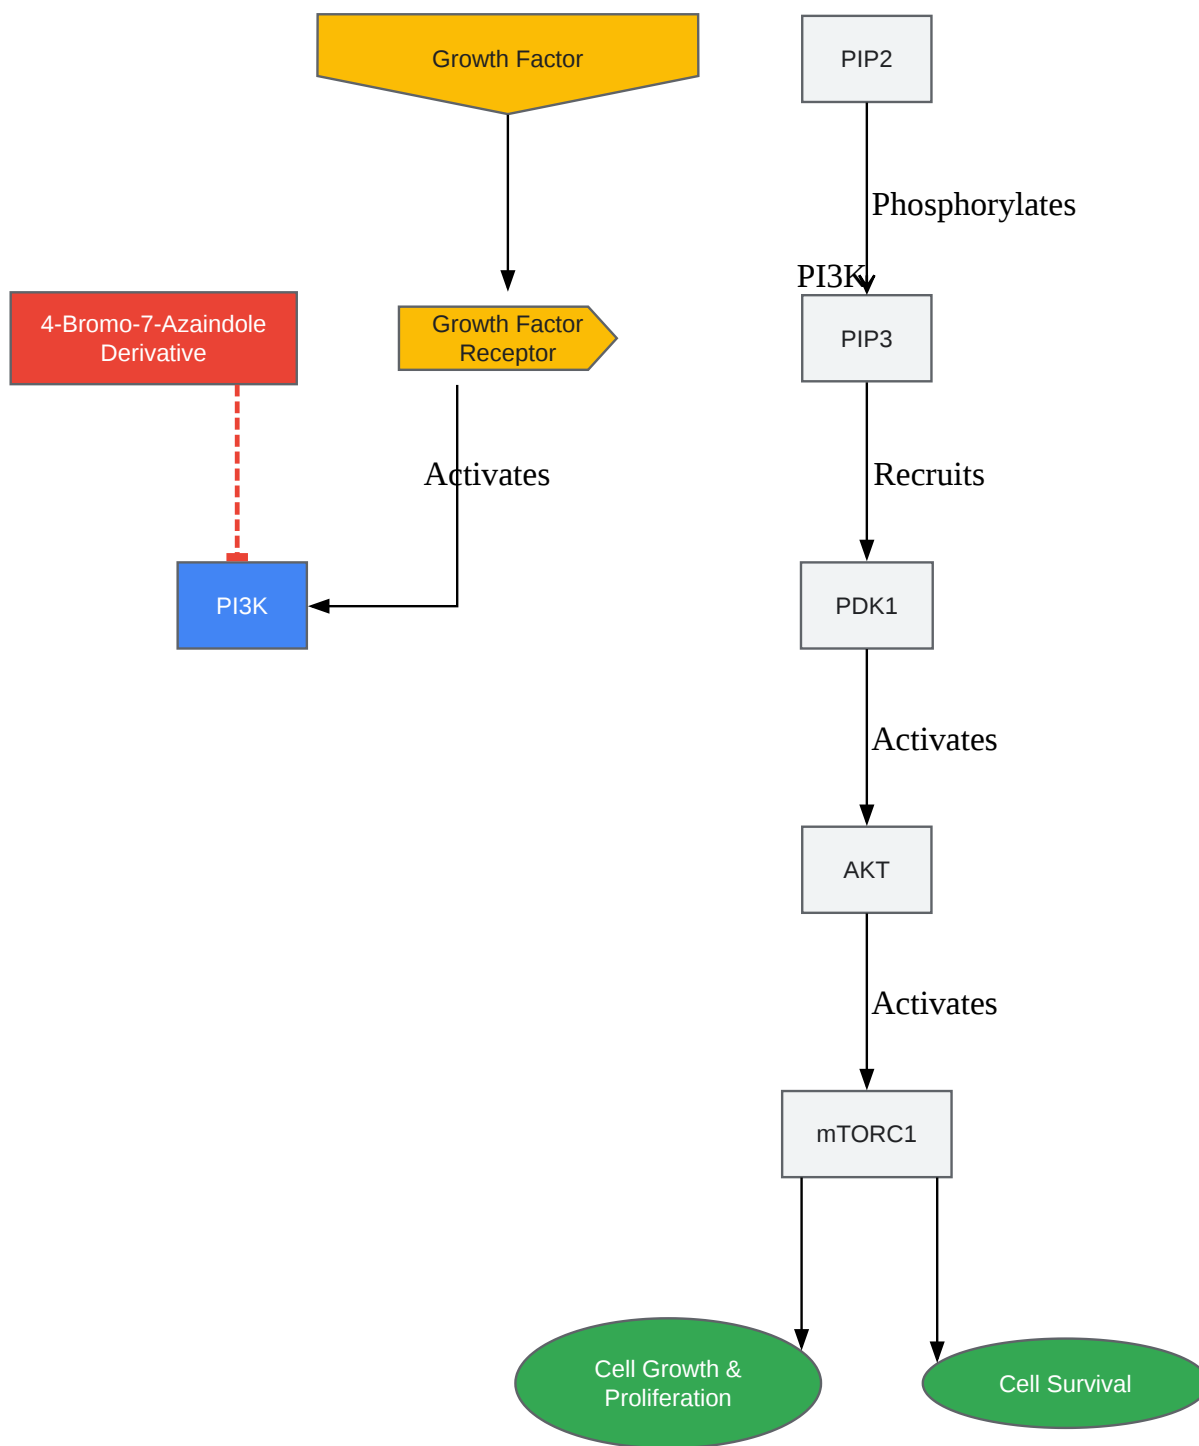 Growth Factor
PIP2
Phosphorylates
PI3K
4-Bromo-7-Azaindole
Derivative
Growth Factor
Receptor
PIP3
Activates
Recruits
PI3K
PDK1
Activates
AKT
Activates
mTORC1
Cell Growth &
Proliferation
Cell Survival